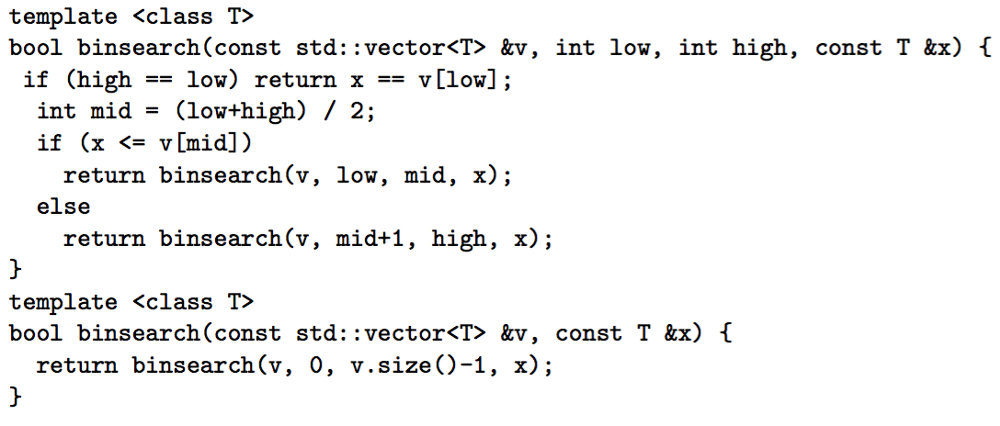 template <class T>
bool binsearch(const std::vector<T> &v, int low, int high, const T &x) {
 if (high == low) return x == v[low];
  int mid = (low+high) / 2;
  if (x <= v[mid])
    return binsearch(v, low, mid, x);
  else
    return binsearch(v, mid+1, high, x);
}
template <class T>
bool binsearch(const std::vector<T> &v, const T &x) {
  return binsearch(v, 0, v.size()-1, x);
}